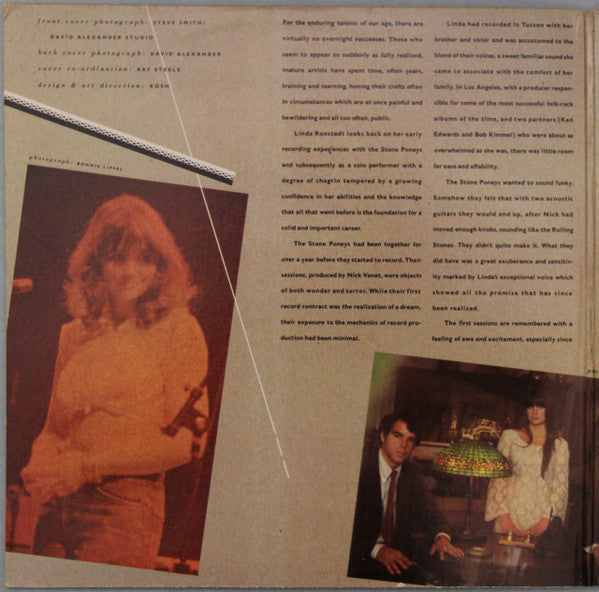 front cover photograph: STEVE SMITH/
DAVID ALEXANDER STUDIO
back cover photograph: DAVID ALEXANDER
cover co-ordination: KAY STEELE
design & art direction: KOSH
photograph: RONNIE LIPPEL
For the enduring talents of our age, there are
virtually no overnight successes. Those who
seem to appear so suddenly as fully realized,
mature artists have spent time, often years,
training and learning, honing their crafts often
in circumstances which are at once painful and
bewildering and all too often, public.
Linda Ronstadt looks back on her early
recording experiences with the Stone Poneys
and subsequently as a solo performer with a
degree of chagrin tempered by a growing
confidence in her abilities and the knowledge
that all that went before is the foundation for a
solid and important career.
The Stone Poneys had been together for
over a year before they started to record. Their
sessions, produced by Nick Venet, were objects
of both wonder and terror. While their first
record contract was the realization of a dream,
their exposure to the mechanics of record pro-
duction had been minimal.
Linda had recorded in Tucson with her
brother and sister and was accustomed to the
blend of their voices, a sweet familiar sound she
came to associate with the comfort of her
family. In Los Angeles, with a producer respon-
sible for some of the most successful folk-rock
albums of the time, and two partners (Ken
Edwards and Bob Kimmel) who were about as
overwhelmed as she was, there was little room
for ease and affability.
The Stone Poneys wanted to sound funky.
Somehow they felt that with two acoustic
guitars they would end up, after Nick had
moved enough knobs, sounding like the Rolling
Stones. They didn't quite make it. What they
did have was a great exuberance and sensitiv-
ity marked by Linda's exceptional voice which
showed all the promise that has since
been realized.
The first sessions are remembered with a
feeling of awe and excitement, especially since